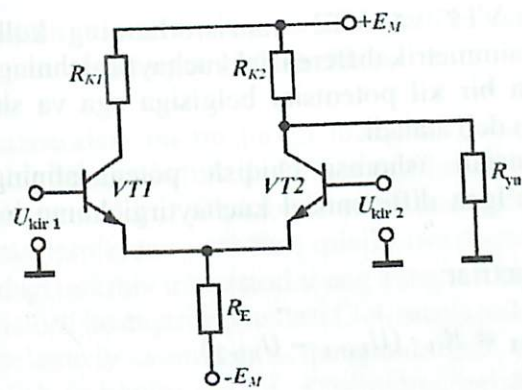 +E_M
R_K1
R_K2
R_yu
VT1
VT2
U_kir 1
U_kir 2
R_E
-E_M